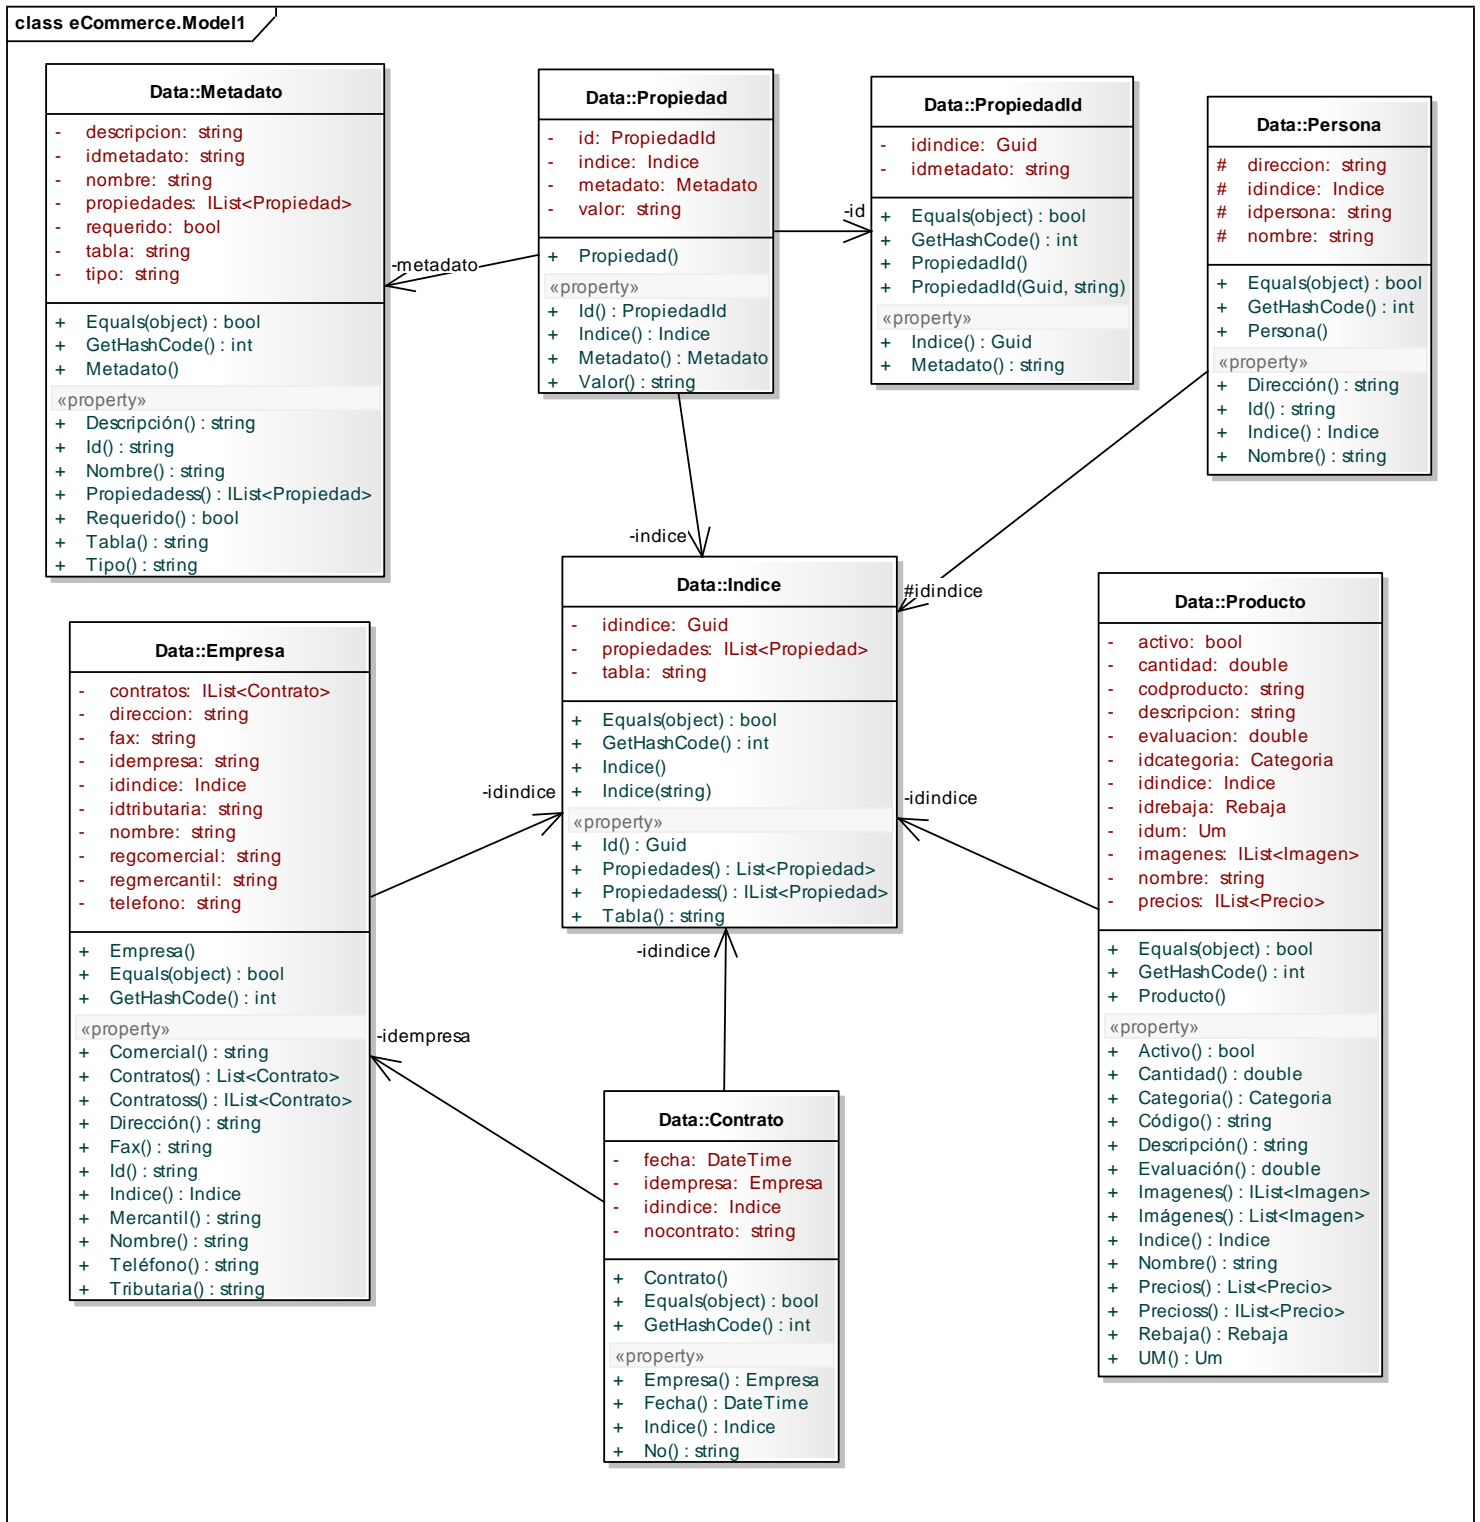 class eCommerce.Model1
Data::Metadato
- descripcion: string
- idmetadato: string
- nombre: string
- propiedades: IList<Propiedad>
- requerido: bool
- tabla: string
- tipo: string
+ Equals(object) : bool
+ GetHashCode() : int
+ Metadato()
«property»
+ Descripción() : string
+ Id() : string
+ Nombre() : string
+ Propiedadess() : IList<Propiedad>
+ Requerido() : bool
+ Tabla() : string
+ Tipo() : string
Data::Propiedad
- id: PropiedadId
- indice: Indice
- metadato: Metadato
- valor: string
+ Propiedad()
«property»
+ Id() : PropiedadId
+ Indice() : Indice
+ Metadato() : Metadato
+ Valor() : string
Data::PropiedadId
- idindice: Guid
- idmetadato: string
+ Equals(object) : bool
+ GetHashCode() : int
+ PropiedadId()
+ PropiedadId(Guid, string)
«property»
+ Indice() : Guid
+ Metadato() : string
Data::Persona
# direccion: string
# idindice: Indice
# idpersona: string
# nombre: string
+ Equals(object) : bool
+ GetHashCode() : int
+ Persona()
«property»
+ Dirección() : string
+ Id() : string
+ Indice() : Indice
+ Nombre() : string
-metadato
-id
-indice
#idindice
Data::Indice
- idindice: Guid
- propiedades: IList<Propiedad>
- tabla: string
+ Equals(object) : bool
+ GetHashCode() : int
+ Indice()
+ Indice(string)
«property»
+ Id() : Guid
+ Propiedades() : List<Propiedad>
+ Propiedadess() : IList<Propiedad>
+ Tabla() : string
Data::Empresa
- contratos: IList<Contrato>
- direccion: string
- fax: string
- idempresa: string
- idindice: Indice
- idtributaria: string
- nombre: string
- regcomercial: string
- regmercantil: string
- telefono: string
+ Empresa()
+ Equals(object) : bool
+ GetHashCode() : int
«property»
+ Comercial() : string
+ Contratos() : List<Contrato>
+ Contratoss() : IList<Contrato>
+ Dirección() : string
+ Fax() : string
+ Id() : string
+ Indice() : Indice
+ Mercantil() : string
+ Nombre() : string
+ Teléfono() : string
+ Tributaria() : string
-idindice
-idindice
-idindice
-idempresa
Data::Producto
- activo: bool
- cantidad: double
- codproducto: string
- descripcion: string
- evaluacion: double
- idcategoria: Categoria
- idindice: Indice
- idrebaja: Rebaja
- idum: Um
- imagenes: IList<Imagen>
- nombre: string
- precios: IList<Precio>
+ Equals(object) : bool
+ GetHashCode() : int
+ Producto()
«property»
+ Activo() : bool
+ Cantidad() : double
+ Categoria() : Categoria
+ Código() : string
+ Descripción() : string
+ Evaluación() : double
+ Imagenes() : IList<Imagen>
+ Imágenes() : List<Imagen>
+ Indice() : Indice
+ Nombre() : string
+ Precios() : List<Precio>
+ Precioss() : IList<Precio>
+ Rebaja() : Rebaja
+ UM() : Um
Data::Contrato
- fecha: DateTime
- idempresa: Empresa
- idindice: Indice
- nocontrato: string
+ Contrato()
+ Equals(object) : bool
+ GetHashCode() : int
«property»
+ Empresa() : Empresa
+ Fecha() : DateTime
+ Indice() : Indice
+ No() : string